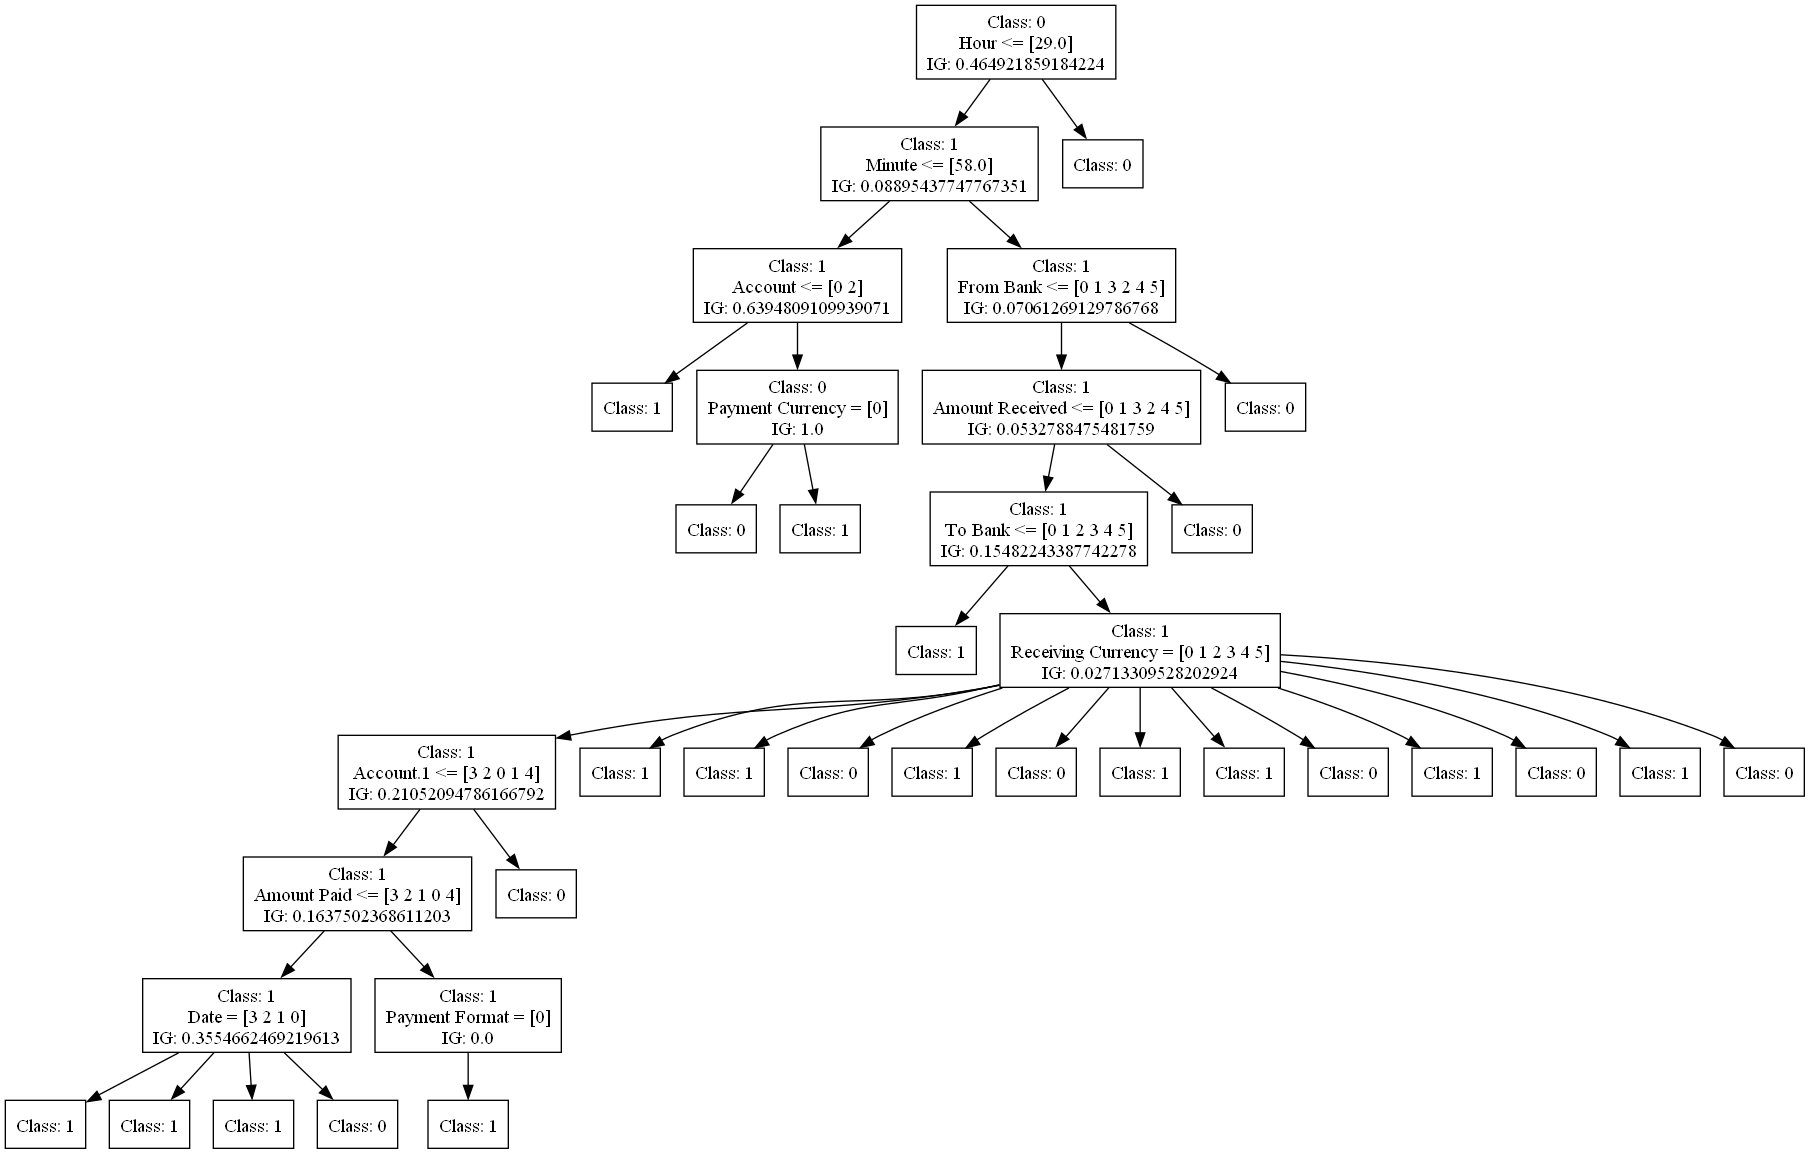 Class: 0
Hour <= [29.0]
IG: 0.464921859184224
Class: 1
Minute <= [58.0]
IG: 0.08895437747767351
Class: 0
Class: 1
Account <= [0 2]
IG: 0.6394809109939071
Class: 1
From Bank <= [0 1 3 2 4 5]
IG: 0.07061269129786768
Class: 1
Class: 0
Payment Currency = [0]
IG: 1.0
Class: 1
Amount Received <= [0 1 3 2 4 5]
IG: 0.0532788475481759
Class: 0
Class: 0
Class: 1
Class: 1
To Bank <= [0 1 2 3 4 5]
IG: 0.15482243387742278
Class: 0
Class: 1
Class: 1
Receiving Currency = [0 1 2 3 4 5]
IG: 0.02713309528202924
Class: 1
Account.1 <= [3 2 0 1 4]
IG: 0.21052094786166792
Class: 1
Class: 1
Class: 0
Class: 1
Class: 0
Class: 1
Class: 1
Class: 0
Class: 1
Class: 0
Class: 1
Class: 0
Class: 1
Amount Paid <= [3 2 1 0 4]
IG: 0.1637502368611203
Class: 0
Class: 1
Date = [3 2 1 0]
IG: 0.3554662469219613
Class: 1
Payment Format = [0]
IG: 0.0
Class: 1
Class: 1
Class: 1
Class: 0
Class: 1